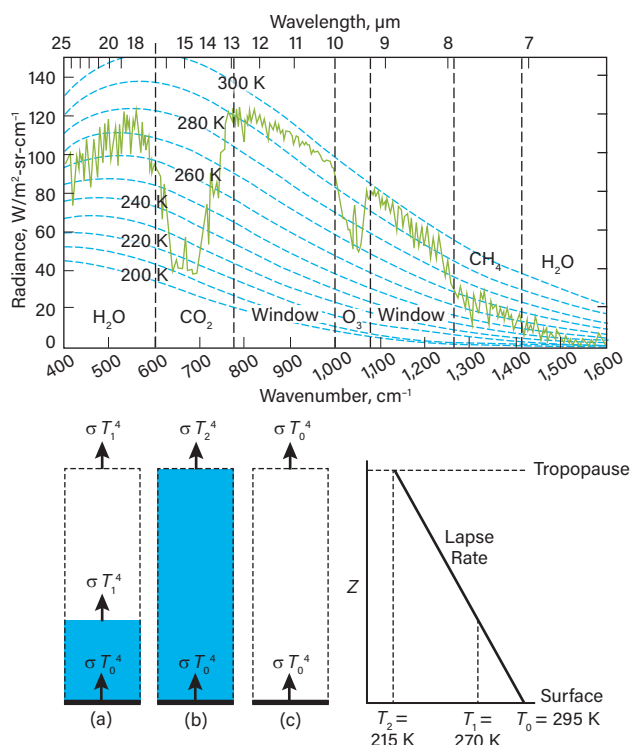 Wavelength, µm
25 20 18 15 14 13 12 11 10 9 8 7
Radiance, W/m²-sr-cm⁻¹
140
120
100
80
60
40
20
0
300 K
280 K
260 K
240 K
220 K
200 K
H₂O CO₂ Window O₃ Window CH₄ H₂O
400 500 600 700 800 900 1,000 1,100 1,200 1,300 1,400 1,500 1,600
Wavenumber, cm⁻¹
σ T₁⁴ σ T₂⁴ σ T₀⁴
σ T₁⁴
σ T₀⁴ σ T₀⁴ σ T₀⁴
(a) (b) (c)
Tropopause
Lapse
Rate
Z
Surface
T₂ = T₁ = T₀ = 295 K
215 K 270 K